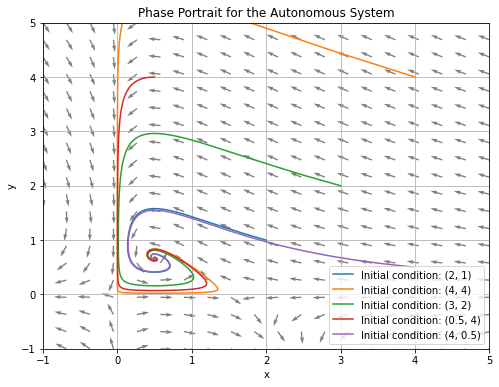 Phase Portrait for the Autonomous System
5
4
3
2
1
0
−1
y
−1
0
1
2
3
4
5
x
Initial condition: (2, 1)
Initial condition: (4, 4)
Initial condition: (3, 2)
Initial condition: (0.5, 4)
Initial condition: (4, 0.5)